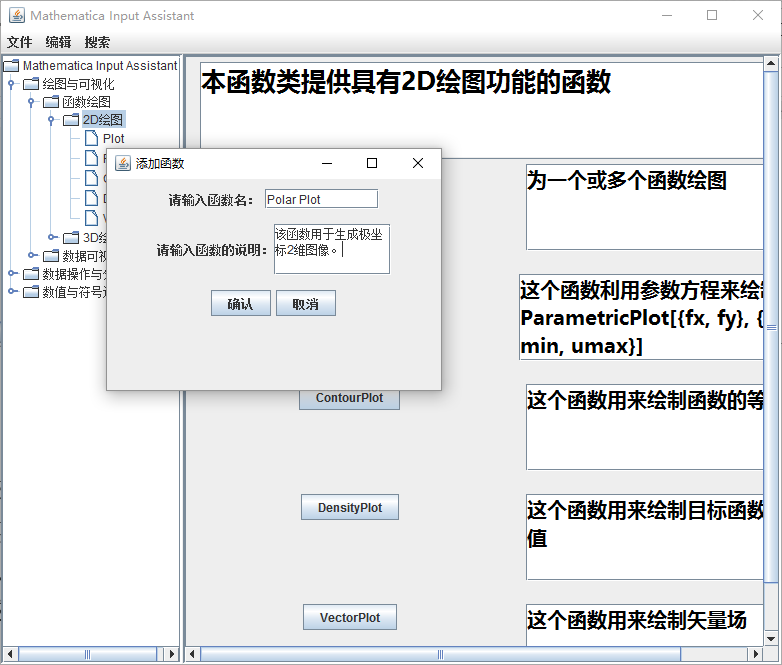 Mathematica Input Assistant
文件 编辑 搜索
Mathematica Input Assistant
绘图与可视化
函数绘图
2D绘图
Plot
3D绘
数据可视
数据操作与
数值与符号
本函数类提供具有2D绘图功能的函数
添加函数
请输入函数名： Polar Plot
请输入函数的说明： 该函数用于生成极坐
标2维图像。
确认 取消
为一个或多个函数绘图
这个函数利用参数方程来绘
ParametricPlot[{fx, fy}, {
min, umax}]
ContourPlot
这个函数用来绘制函数的等
DensityPlot
这个函数用来绘制目标函数
值
VectorPlot
这个函数用来绘制矢量场